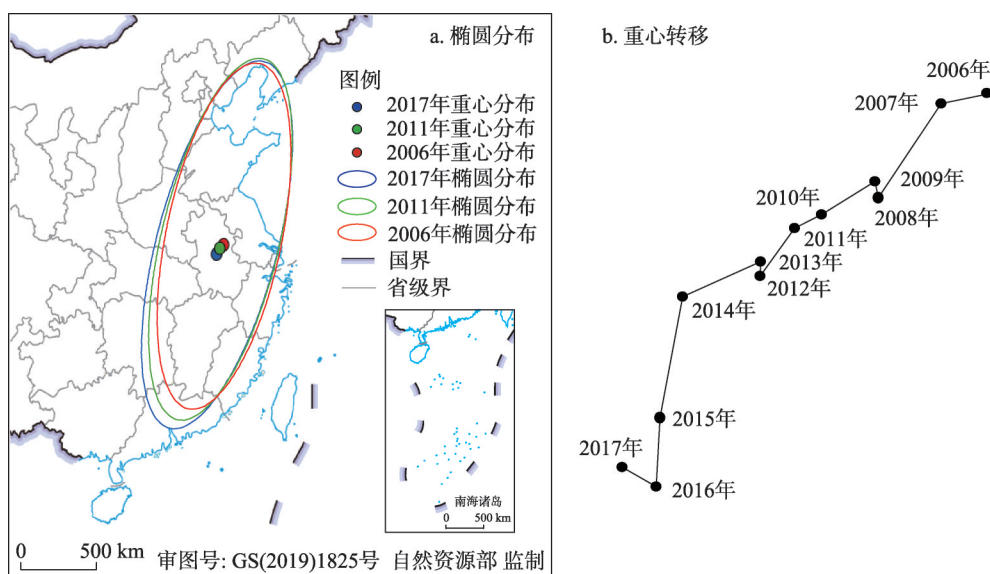 a. 椭圆分布
图例
2017年重心分布
2011年重心分布
2006年重心分布
2017年椭圆分布
2011年椭圆分布
2006年椭圆分布
国界
省级界
南海诸岛
0 500 km
0 500 km
审图号: GS(2019)1825号 自然资源部 监制
b. 重心转移
2006年
2007年
2009年
2008年
2010年
2011年
2013年
2012年
2014年
2015年
2017年
2016年